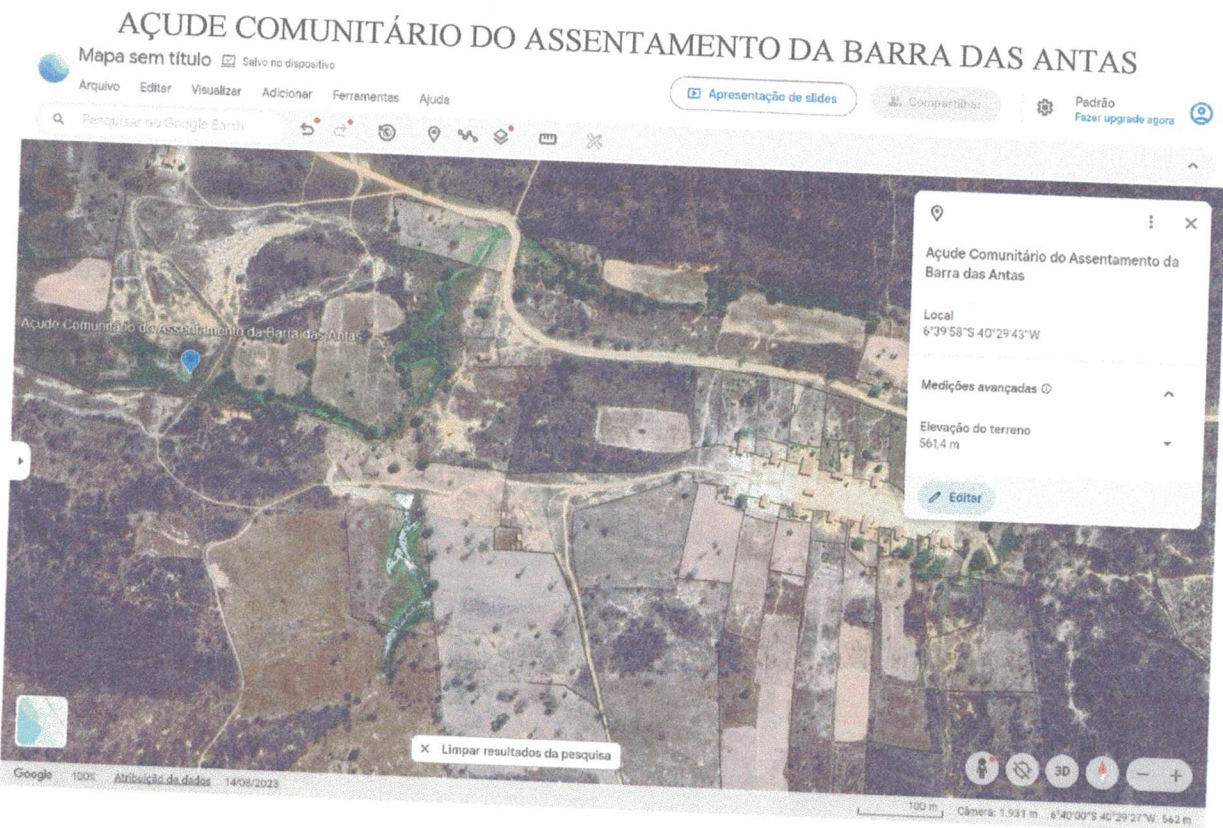 AÇUDE COMUNITÁRIO DO ASSENTAMENTO DA BARRA DAS ANTAS
Mapa sem título Salvo no dispositivo
Arquivo Editar Visualizar Adicionar Ferramentas Ajuda
Apresentação de slides
Compartilhar
Padrão
Fazer upgrade agora
Pesquisar no Google Earth
Açude Comunitário do Assentamento da Barra das Antas
Açude Comunitário do Assentamento da
Barra das Antas
Local
6°39'58"S 40°29'43"W
Medições avançadas
Elevação do terreno
561,4 m
Editar
Limpar resultados da pesquisa
3D
Google 100% Atribuição de dados 14/08/2023
100 m Câmera: 1.931 m 6°40'00"S 40°29'27"W 562 m